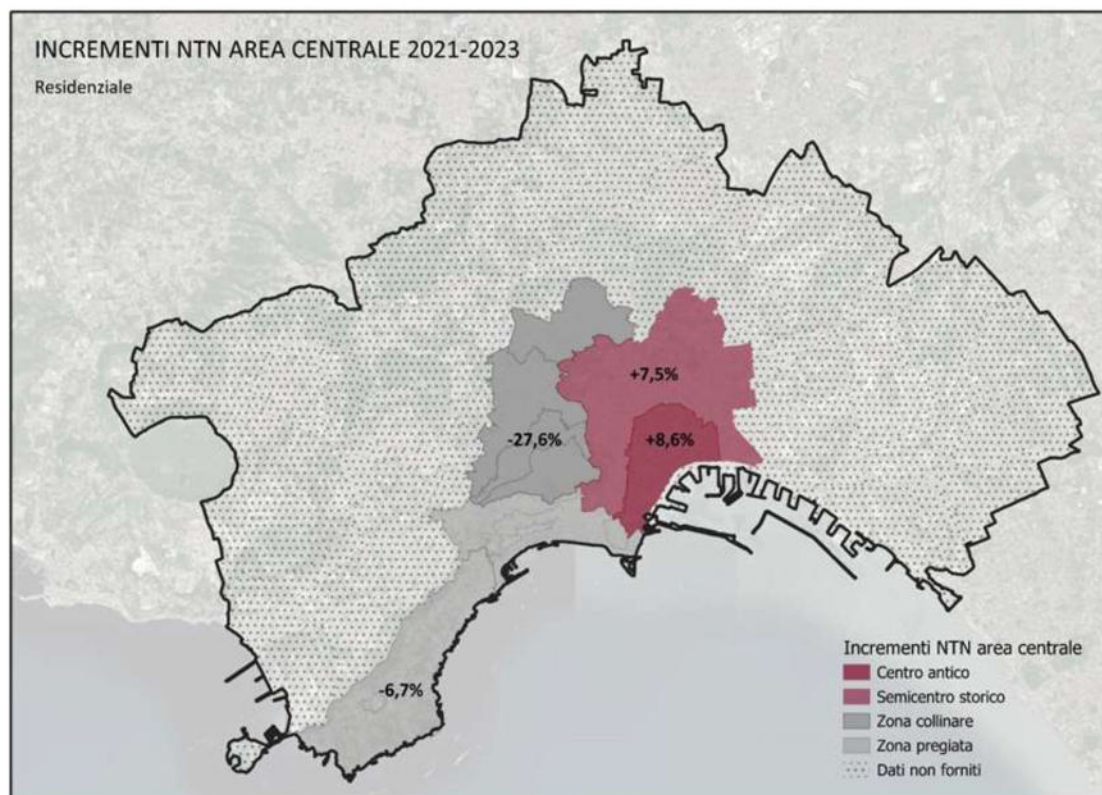 INCREMENTI NTN AREA CENTRALE 2021-2023
Residenziale
+7,5%
-27,6%
+8,6%
-6,7%
Incrementi NTN area centrale
Centro antico
Semicentro storico
Zona collinare
Zona pregiata
Dati non forniti